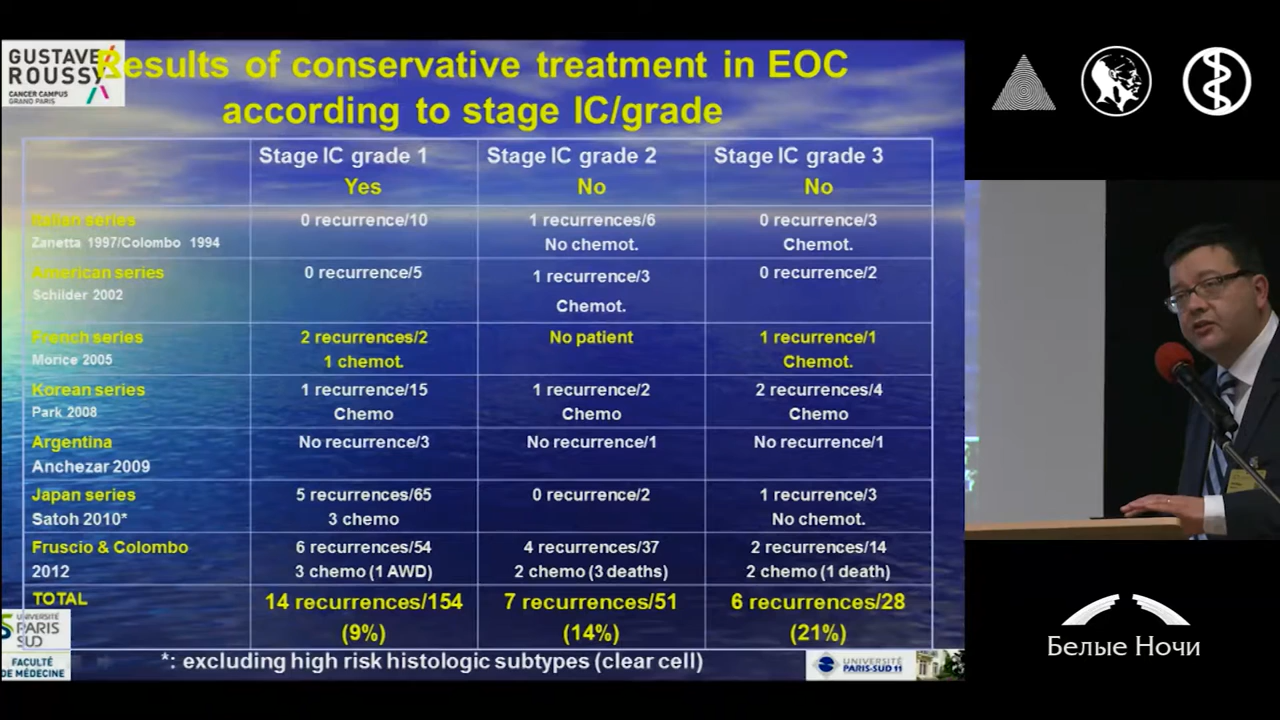 GUSTAVE
ROUSSY
CANCER CAMPUS
GRAND PARIS
Results of conservative treatment in EOC
according to stage IC/grade
Stage IC grade 1
Yes
Stage IC grade 2
No
Stage IC grade 3
No
Italian series
Zanetta 1997/Colombo 1994
0 recurrence/10
1 recurrences/6
No chemot.
0 recurrence/3
Chemot.
American series
Schilder 2002
0 recurrence/5
1 recurrence/3
Chemot.
0 recurrence/2
French series
Morice 2005
2 recurrences/2
1 chemot.
No patient
1 recurrence/1
Chemot.
Korean series
Park 2008
1 recurrence/15
Chemo
1 recurrence/2
Chemo
2 recurrences/4
Chemo
Argentina
Anchezar 2009
No recurrence/3
No recurrence/1
No recurrence/1
Japan series
Satoh 2010*
5 recurrences/65
3 chemo
0 recurrence/2
1 recurrence/3
No chemot.
Fruscio & Colombo
2012
6 recurrences/54
3 chemo (1 AWD)
4 recurrences/37
2 chemo (3 deaths)
2 recurrences/14
2 chemo (1 death)
TOTAL
14 recurrences/154
(9%)
7 recurrences/51
(14%)
6 recurrences/28
(21%)
*: excluding high risk histologic subtypes (clear cell)
UNIVERSITÉ
PARIS
SUD
FACULTÉ
DE MÉDECINE
UNIVERSITÉ
PARIS-SUD 11
Белые Ночи